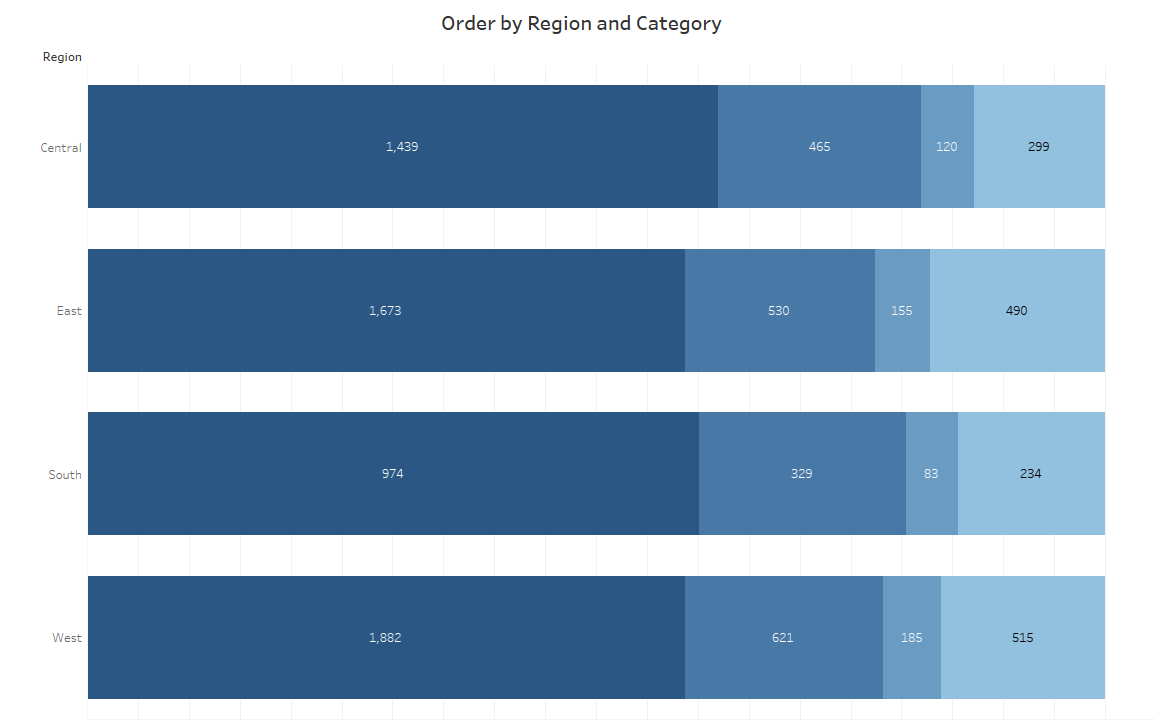 Order by Region and Category
Region
Central 1,439 465 120 299
East 1,673 530 155 490
South 974 329 83 234
West 1,882 621 185 515